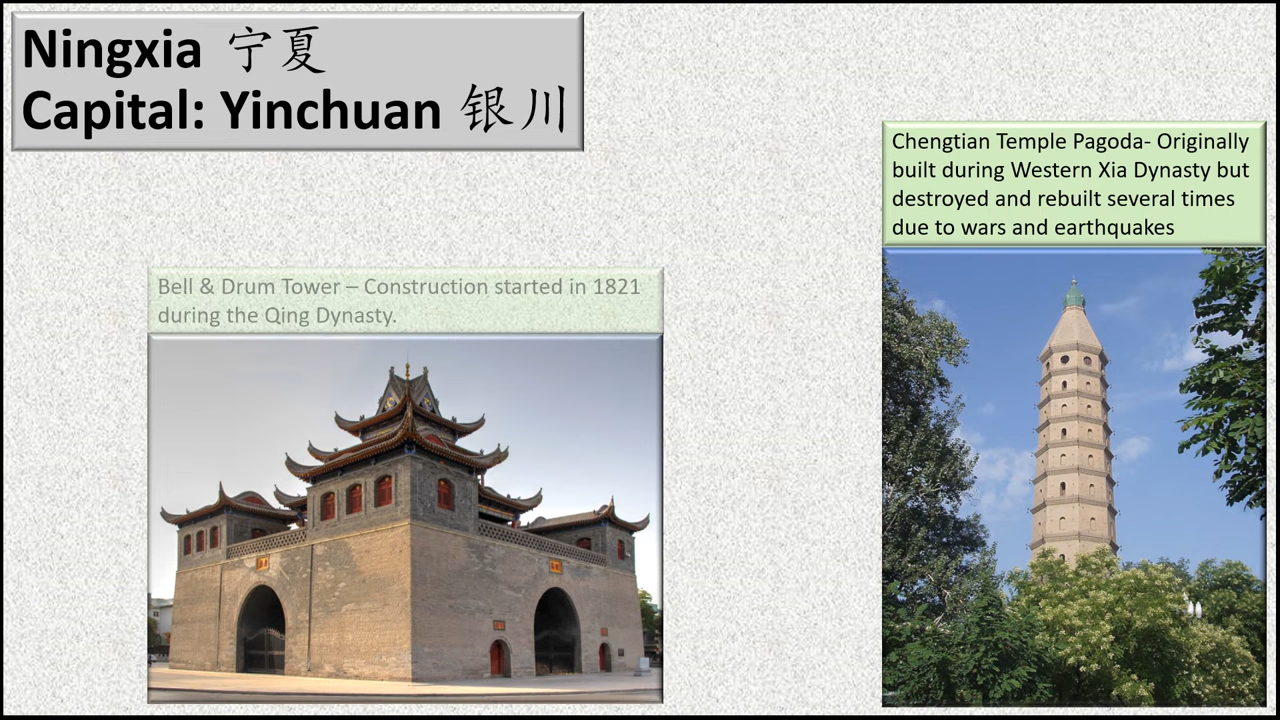 Ningxia 宁夏
Capital: Yinchuan 银川
Chengtian Temple Pagoda- Originally
built during Western Xia Dynasty but
destroyed and rebuilt several times
due to wars and earthquakes
Bell & Drum Tower – Construction started in 1821
during the Qing Dynasty.